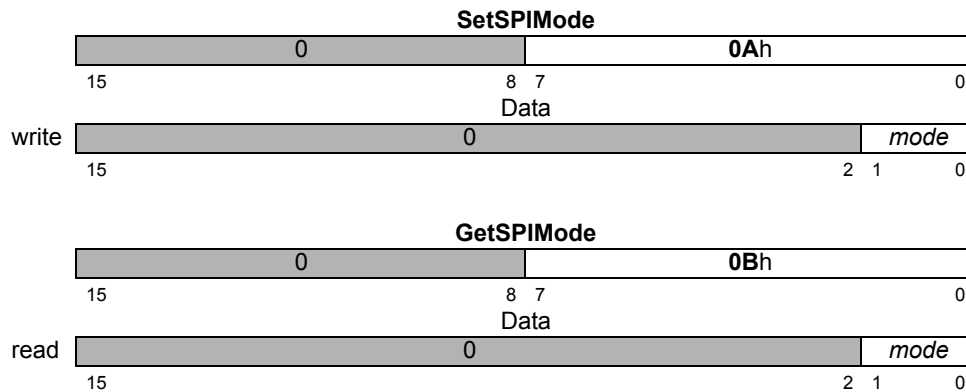 SetSPIMode
0 0Ah
15 8 7 0
Data
write 0 mode
15 2 1 0
GetSPIMode
0 0Bh
15 8 7 0
Data
read 0 mode
15 2 1 0